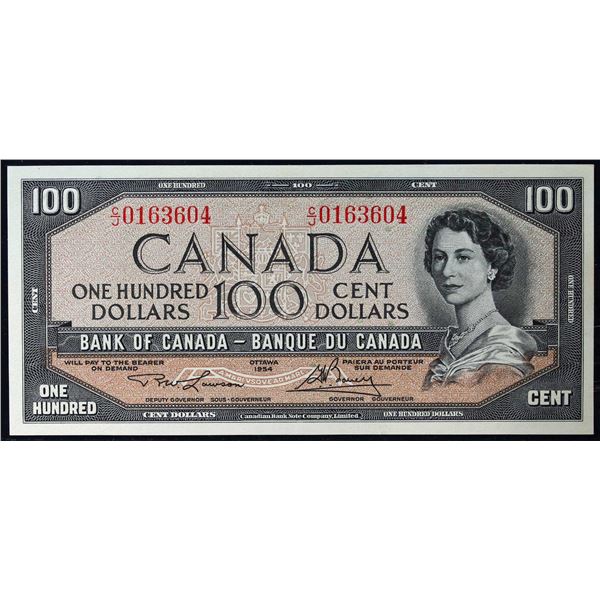 ONE HUNDRED 100 CENT
100 C/J 0163604 C/J 0163604 100
CANADA
ONE HUNDRED 100 CENT
DOLLARS DOLLARS
BANK OF CANADA – BANQUE DU CANADA
WILL PAY TO THE BEARER OTTAWA PAIERA AU PORTEUR
ON DEMAND 1954 SUR DEMANDE
DEPUTY GOVERNOR SOUS-GOUVERNEUR GOVERNOR GOUVERNEUR
ONE
HUNDRED CENT
CENT DOLLARS Canadian Bank Note Company, Limited ONE HUNDRED DOLLARS
CENT
ONE HUNDRED